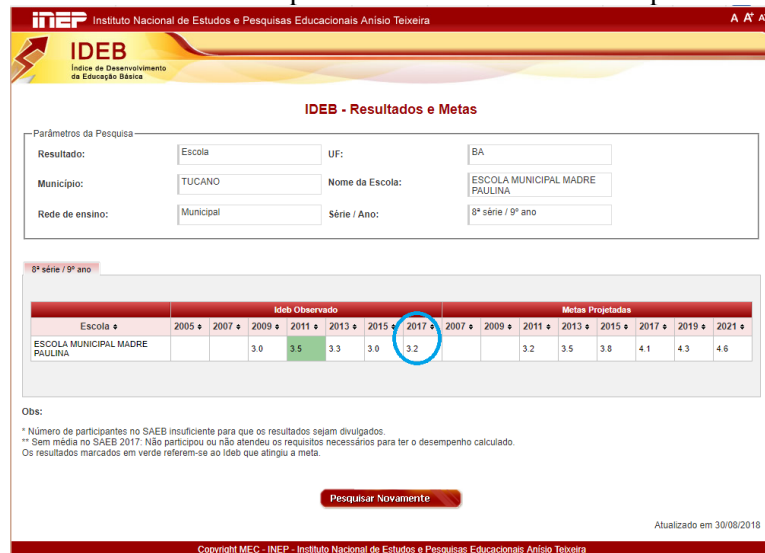 inep Instituto Nacional de Estudos e Pesquisas Educacionais Anísio Teixeira A A+
IDEB
Índice de Desenvolvimento
da Educação Básica
IDEB - Resultados e Metas
Parâmetros da Pesquisa
Resultado: Escola UF: BA
Município: TUCANO Nome da Escola: ESCOLA MUNICIPAL MADRE
PAULINA
Rede de ensino: Municipal Série / Ano: 8ª série / 9º ano
8ª série / 9º ano
Ideb Observado Metas Projetadas
Escola 2005 2007 2009 2011 2013 2015 2017 2007 2009 2011 2013 2015 2017 2019 2021
ESCOLA MUNICIPAL MADRE
PAULINA 3.0 3.5 3.3 3.0 3.2 3.2 3.5 3.8 4.1 4.3 4.6
Obs:
* Número de participantes no SAEB insuficiente para que os resultados sejam divulgados.
** Sem média no SAEB 2017: Não participou ou não atendeu os requisitos necessários para ter o desempenho calculado.
Os resultados marcados em verde referem-se ao Ideb que atingiu a meta.
Pesquisar Novamente
Atualizado em 30/08/2018
Copyright MEC - INEP - Instituto Nacional de Estudos e Pesquisas Educacionais Anísio Teixeira